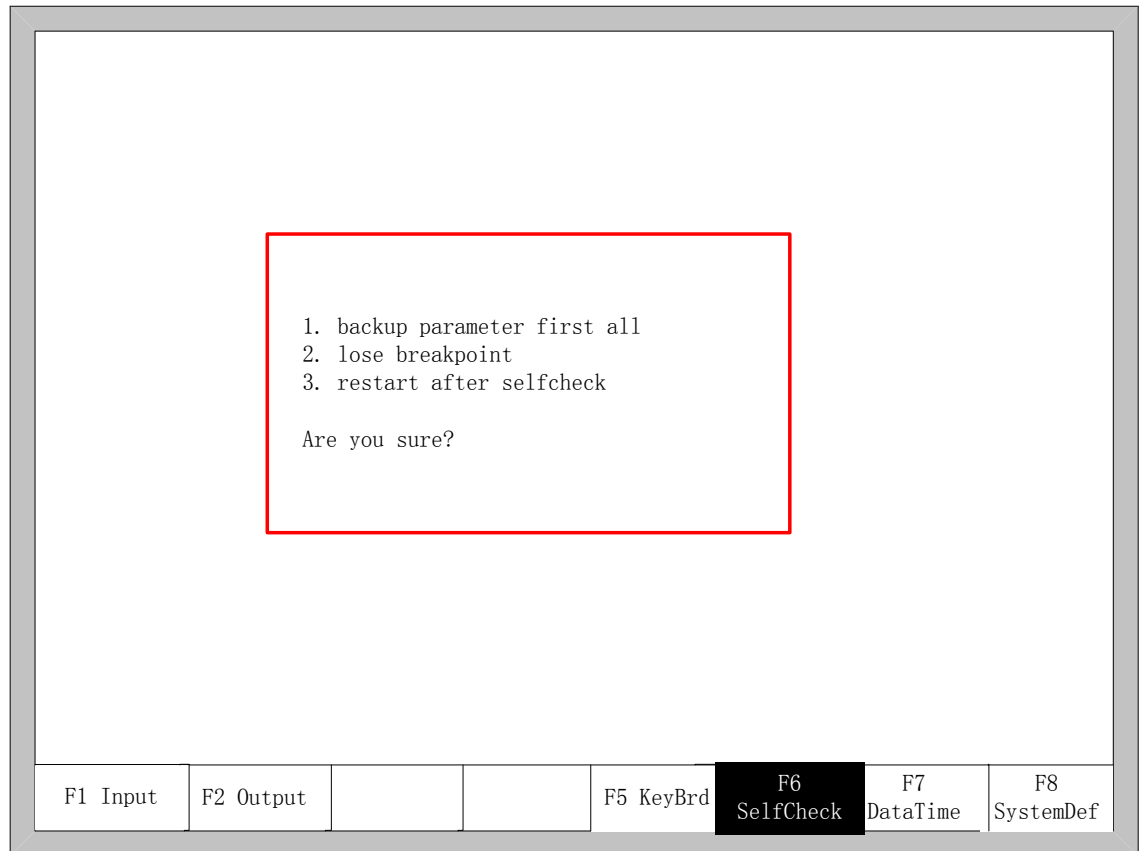 1. backup parameter first all
2. lose breakpoint
3. restart after selfcheck
Are you sure?
F1 Input
F2 Output
F5 KeyBrd
F6
SelfCheck
F7
DataTime
F8
SystemDef